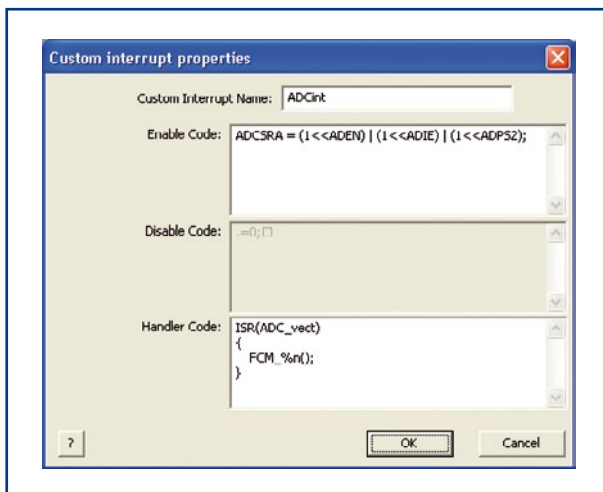 Custom interrupt properties
Custom Interrupt Name: ADCint
Enable Code: ADCSRA = (1<<ADEN) | (1<<ADIE) | (1<<ADPS2);
Disable Code:
Handler Code: ISR(ADC_vect)
{
FCM_%n();
}
? OK Cancel